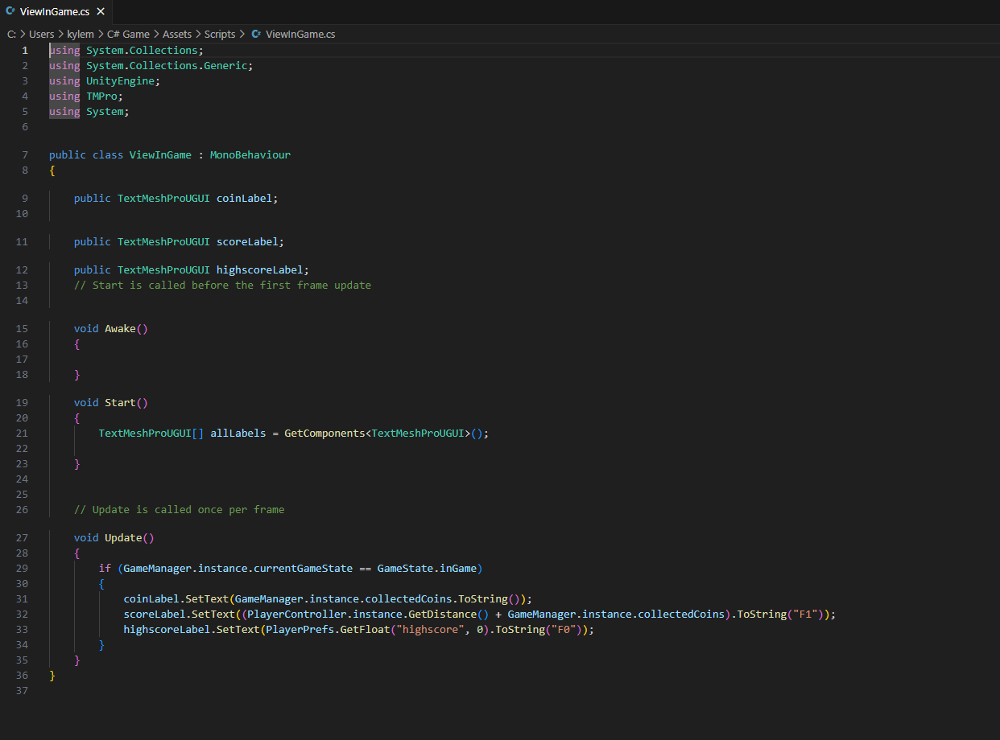 ViewInGame.cs
C: > Users > kylem > C# Game > Assets > Scripts > ViewInGame.cs
1 using System.Collections;
2 using System.Collections.Generic;
3 using UnityEngine;
4 using TMPro;
5 using System;
6
7 public class ViewInGame : MonoBehaviour
8 {
9 public TextMeshProUGUI coinLabel;
10
11 public TextMeshProUGUI scoreLabel;
12 public TextMeshProUGUI highscoreLabel;
13 // Start is called before the first frame update
14
15 void Awake()
16 {
17
18 }
19 void Start()
20 {
21 TextMeshProUGUI[] allLabels = GetComponents<TextMeshProUGUI>();
22
23 }
24
25
26 // Update is called once per frame
27 void Update()
28 {
29 if (GameManager.instance.currentGameState == GameState.inGame)
30 {
31 coinLabel.SetText(GameManager.instance.collectedCoins.ToString());
32 scoreLabel.SetText((PlayerController.instance.GetDistance() + GameManager.instance.collectedCoins).ToString("F1"));
33 highscoreLabel.SetText(PlayerPrefs.GetFloat("highscore", 0).ToString("F0"));
34 }
35 }
36 }
37